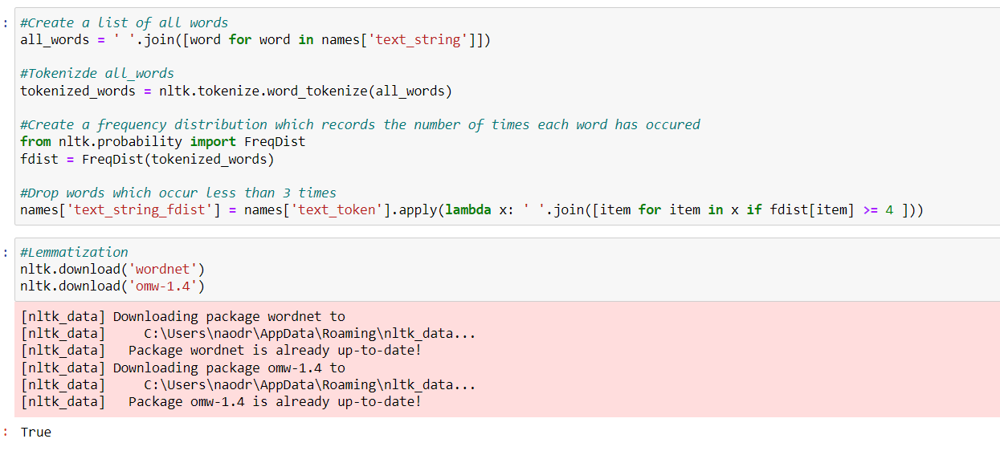 : #Create a list of all words
all_words = ' '.join([word for word in names['text_string']])
#Tokenizde all_words
tokenized_words = nltk.tokenize.word_tokenize(all_words)
#Create a frequency distribution which records the number of times each word has occured
from nltk.probability import FreqDist
fdist = FreqDist(tokenized_words)
#Drop words which occur less than 3 times
names['text_string_fdist'] = names['text_token'].apply(lambda x: ' '.join([item for item in x if fdist[item] >= 4 ]))
: #Lemmatization
nltk.download('wordnet')
nltk.download('omw-1.4')
[nltk_data] Downloading package wordnet to
[nltk_data]     C:\Users\naodr\AppData\Roaming\nltk_data...
[nltk_data]   Package wordnet is already up-to-date!
[nltk_data] Downloading package omw-1.4 to
[nltk_data]     C:\Users\naodr\AppData\Roaming\nltk_data...
[nltk_data]   Package omw-1.4 is already up-to-date!
: True